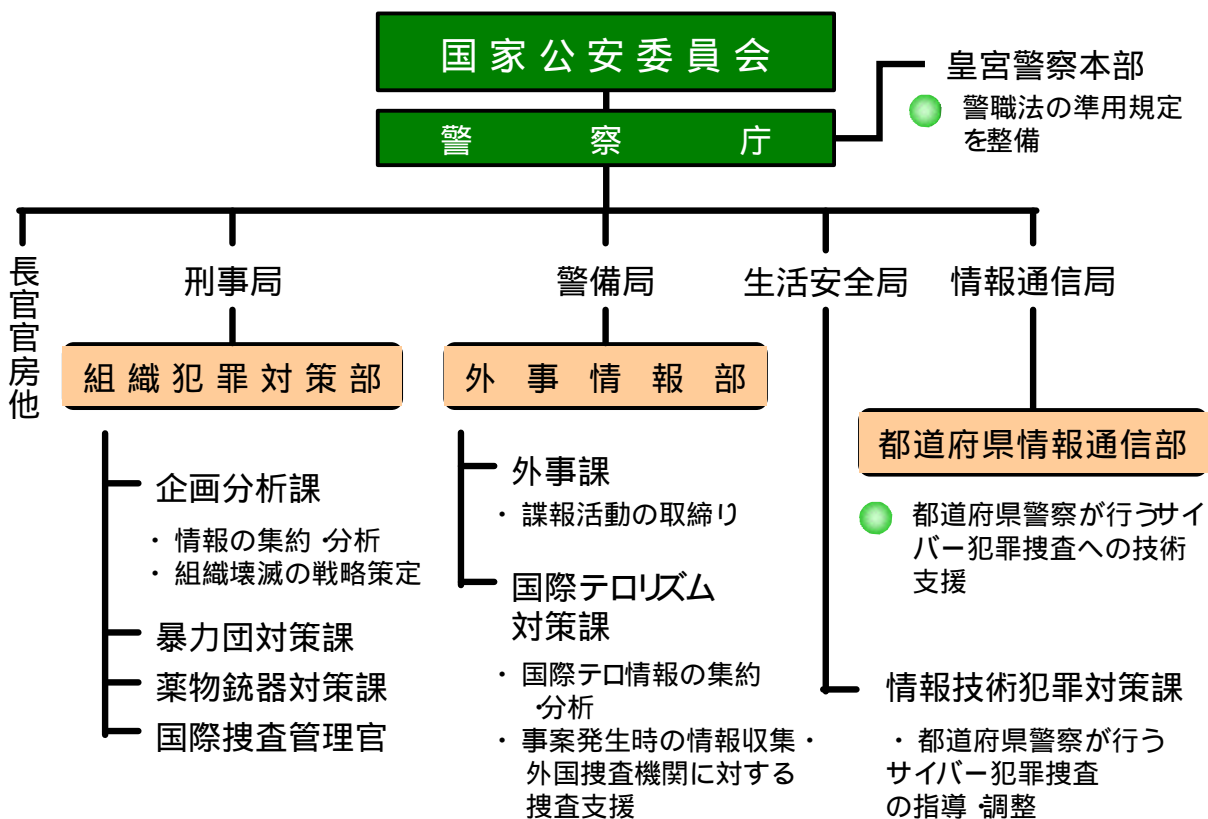 国家公安委員会
警察庁
皇宮警察本部
警職法の準用規定
を整備
長官官房他
刑事局
組織犯罪対策部
企画分析課
・情報の集約・分析
・組織壊滅の戦略策定
暴力団対策課
薬物銃器対策課
国際捜査管理官
警備局
外事情報部
外事課
・諜報活動の取締り
国際テロリズム
対策課
・国際テロ情報の集約
・分析
・事案発生時の情報収集・
外国捜査機関に対する
捜査支援
生活安全局
情報技術犯罪対策課
・都道府県警察が行う
サイバー犯罪捜査
の指導・調整
情報通信局
都道府県情報通信部
都道府県警察が行うサイ
バー犯罪捜査への技術
支援